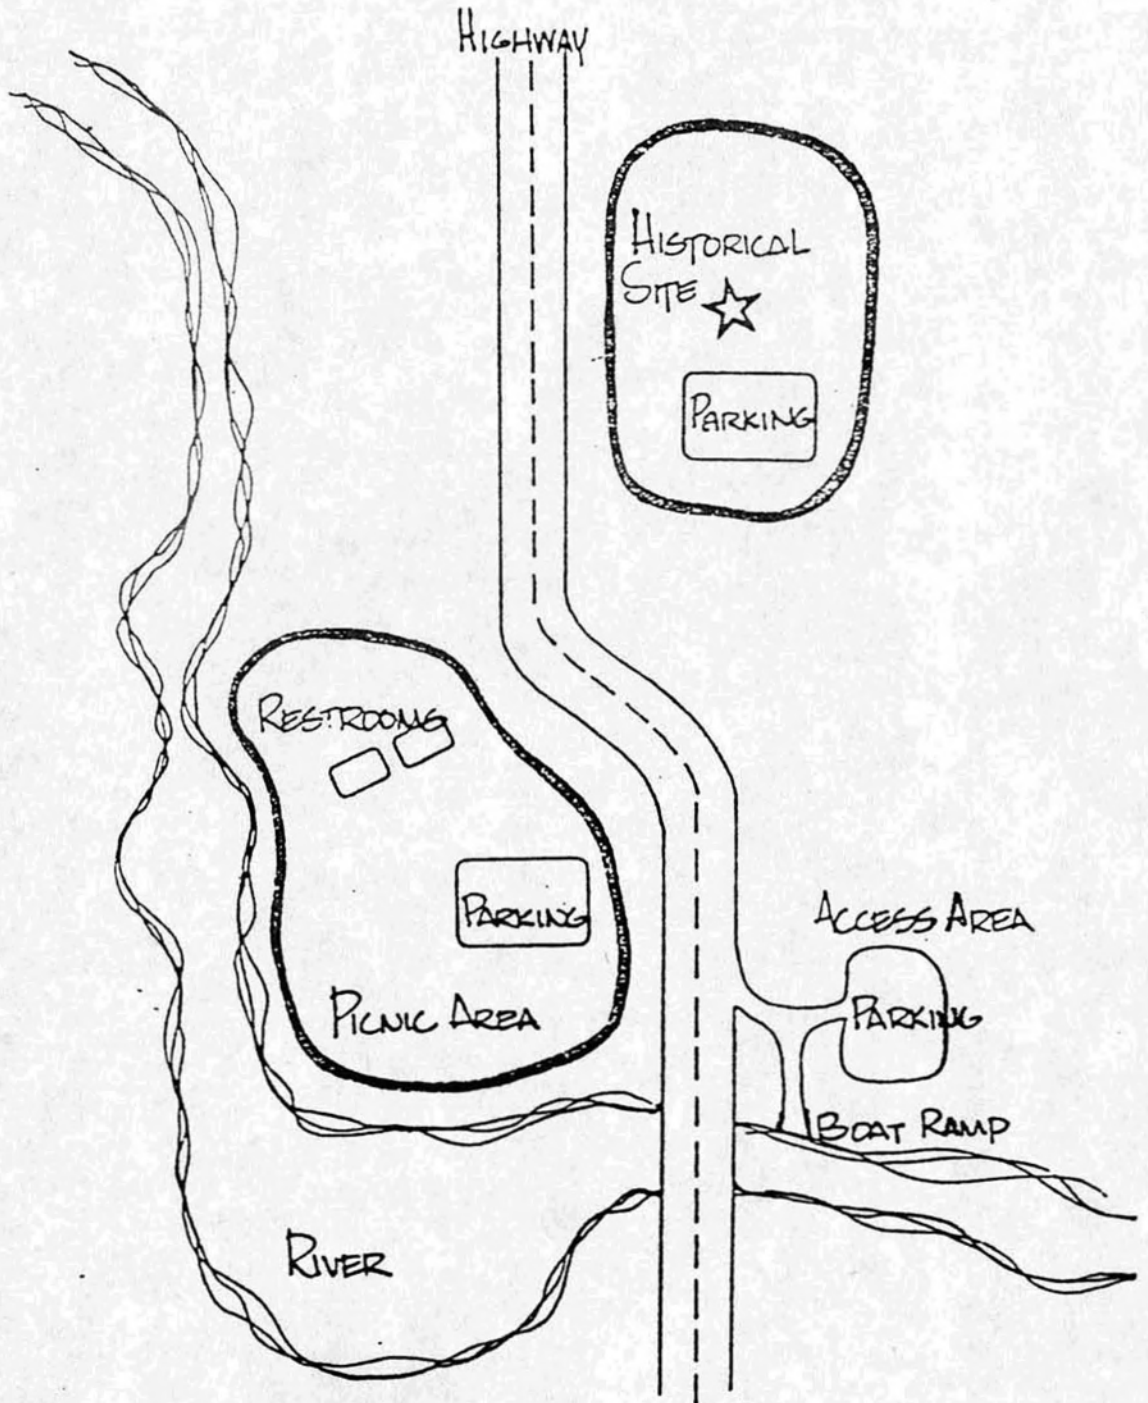 HIGHWAY
HISTORICAL
SITE
PARKING
RESTROOMS
PARKING
PICNIC AREA
ACCESS AREA
PARKING
BOAT RAMP
RIVER